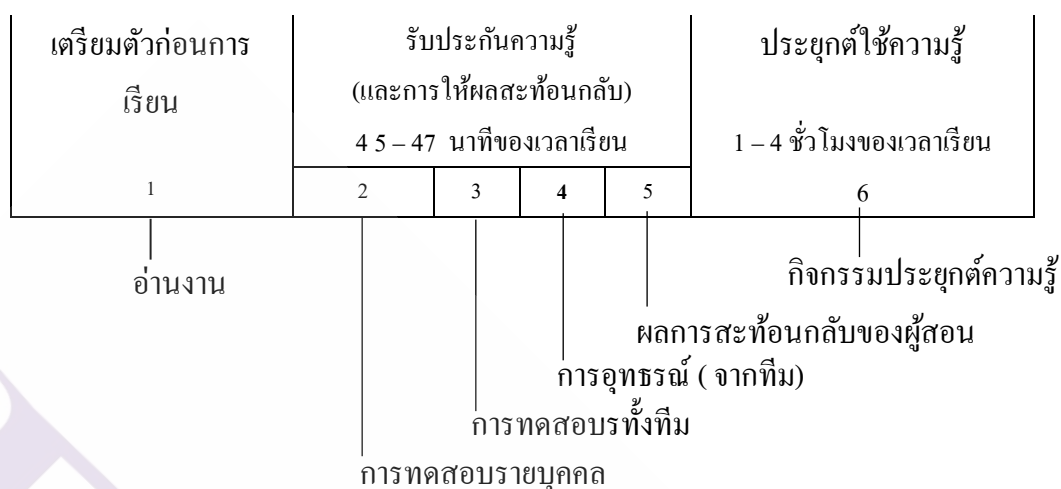 เตรียมตัวก่อนการ
เรียน
1
รับประกันความรู้
(และการให้ผลสะท้อนกลับ)
4 5 – 47 นาทีของเวลาเรียน
2 3 4 5
ประยุกต์ใช้ความรู้
1 – 4 ชั่วโมงของเวลาเรียน
6
อ่านงาน
กิจกรรมประยุกต์ความรู้
ผลการสะท้อนกลับของผู้สอน
การอุทธรณ์ ( จากทีม)
การทดสอบรทั้งทีม
การทดสอบรายบุคคล